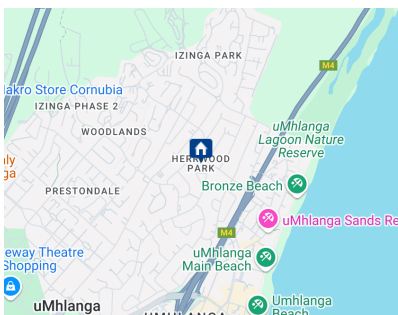 IZINGA PARK
M4
Makro Store Cornubia
IZINGA PHASE 2
WOODLANDS
uMhlanga
Lagoon Nature
Reserve
HERRWOOD
PARK
PRESTONDALE
Bronze Beach
uMhlanga Sands Re
M4
uMhlanga
Main Beach
eway Theatre
Shopping
uMhlanga
Umhlanga
Beach